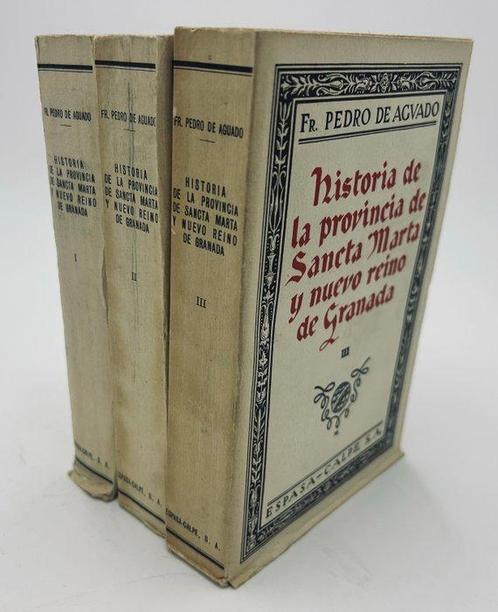 FR. PEDRO DE AGUADO
HISTORIA
DE LA PROVINCIA
DE SANCTA MARTA
Y NUEVO REINO
DE GRANADA
I
ESPASA-CALPE, S. A.
FR. PEDRO DE AGUADO
HISTORIA
DE LA PROVINCIA
DE SANCTA MARTA
Y NUEVO REINO
DE GRANADA
II
ESPASA-CALPE, S. A.
FR. PEDRO DE AGUADO
HISTORIA
DE LA PROVINCIA
DE SANCTA MARTA
Y NUEVO REINO
DE GRANADA
III
ESPASA-CALPE, S. A.
FR. PEDRO DE AGVADO
Historia de
la provincia de
Sancta Marta
y nuevo reino
de Granada
III
ESPASA-CALPE S.A.